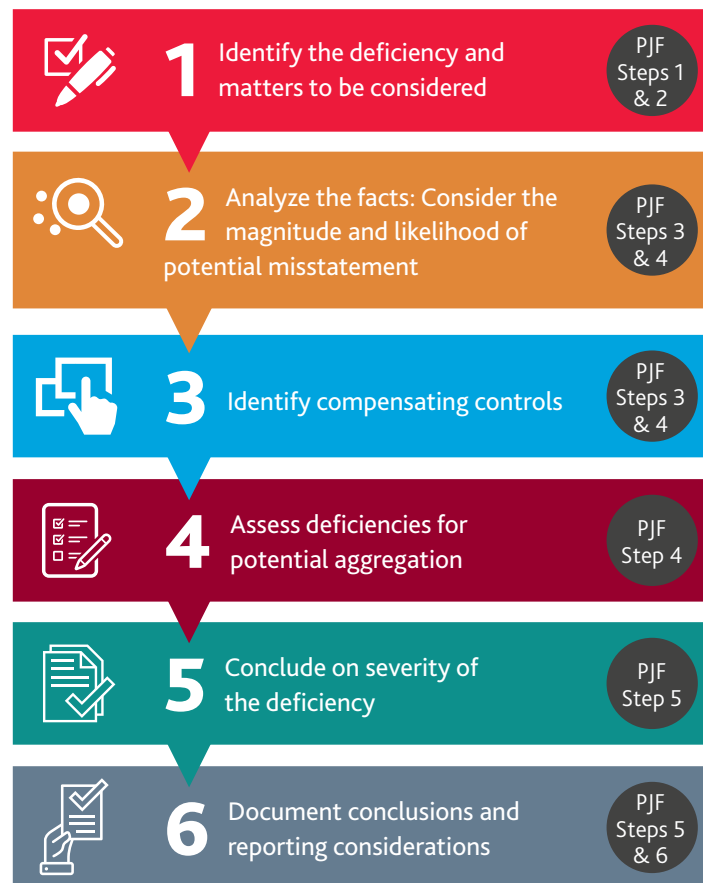 1
Identify the deficiency and
matters to be considered
PJF
Steps 1
& 2
2
Analyze the facts: Consider the
magnitude and likelihood of
potential misstatement
PJF
Steps 3
& 4
3
Identify compensating controls
PJF
Steps 3
& 4
4
Assess deficiencies for
potential aggregation
PJF
Step 4
5
Conclude on severity of
the deficiency
PJF
Step 5
6
Document conclusions and
reporting considerations
PJF
Steps 5
& 6